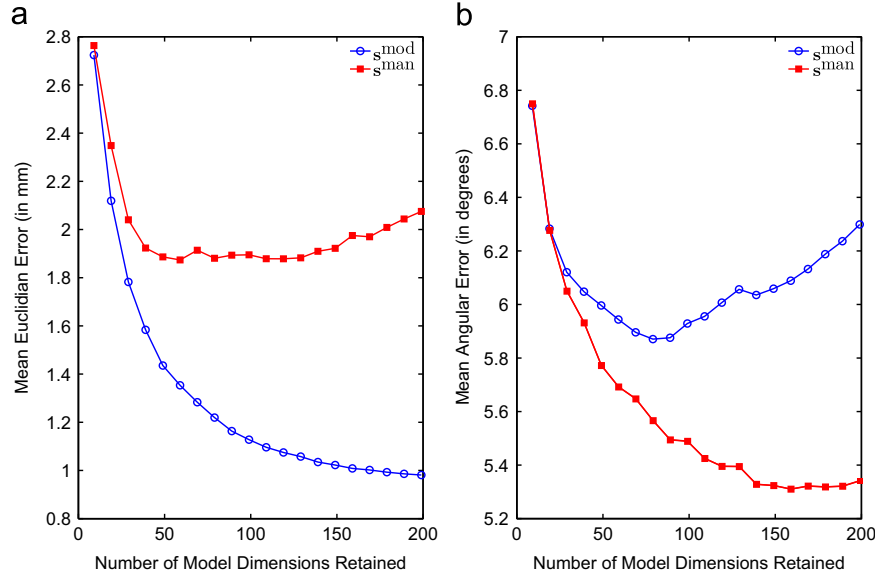 a
2.8
2.6
2.4
2.2
2
1.8
1.6
1.4
1.2
1
0.8
0 50 100 150 200
Mean Euclidian Error (in mm)
Number of Model Dimensions Retained
s^mod
s^man
b
7
6.8
6.6
6.4
6.2
6
5.8
5.6
5.4
5.2
0 50 100 150 200
Mean Angular Error (in degrees)
Number of Model Dimensions Retained
s^mod
s^man